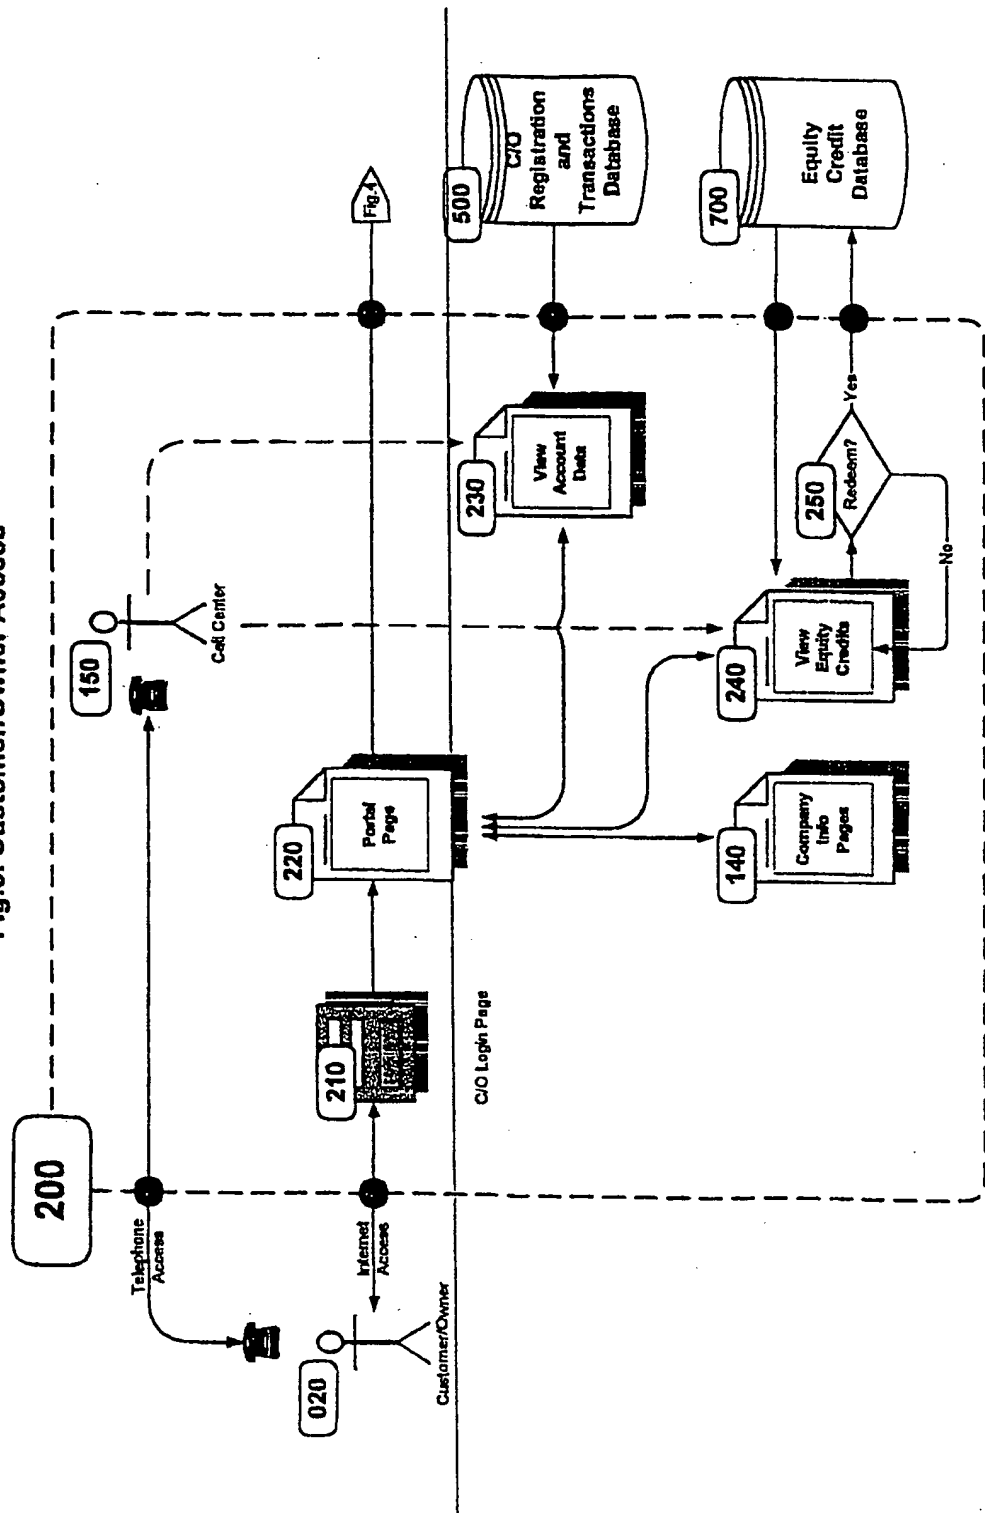 Fig.3: Customer/Owner Access
200
Telephone
Access
150
Call Center
020
Customer/Owner
Internet
Access
210
C/O Login Page
220
Portal
Page
Fig.4
230
View
Account
Data
500
C/O
Registration
and
Transactions
Database
140
Company
Info
Pages
240
View
Equity
Credits
250
Redeem?
Yes
No
700
Equity
Credit
Database